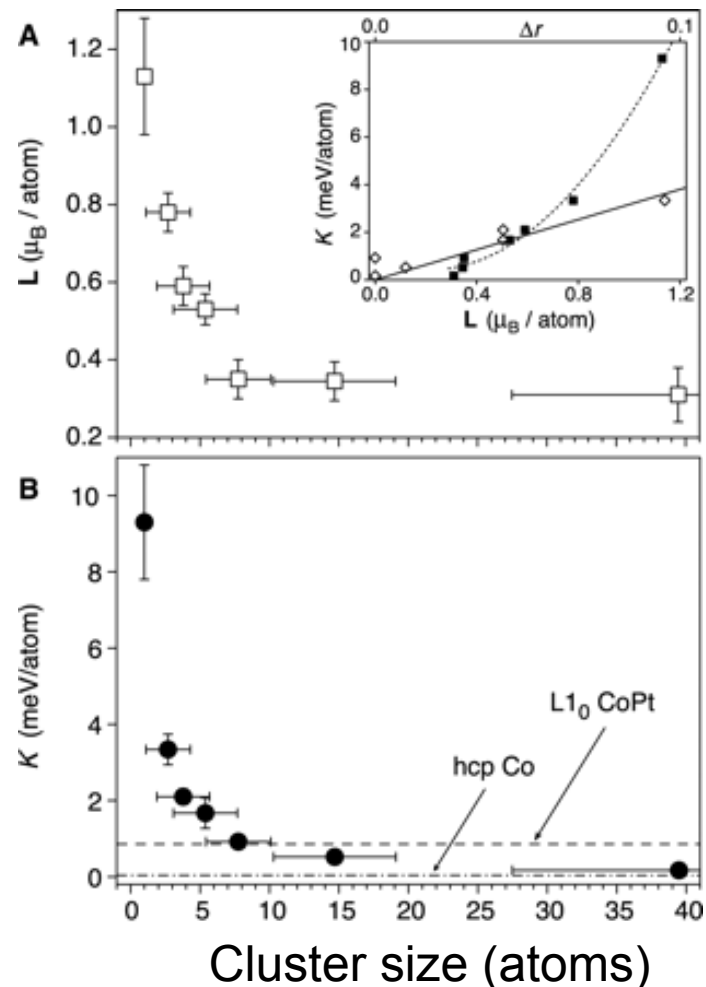 A
L (μB / atom)
1.2
1.0
0.8
0.6
0.4
0.2
0.0 Δr 0.1
K (meV/atom)
10
8
6
4
2
0
0.0 0.4 0.8 1.2
L (μB / atom)
B
K (meV/atom)
10
8
6
4
2
0
L10 CoPt
hcp Co
0 5 10 15 20 25 30 35 40
Cluster size (atoms)